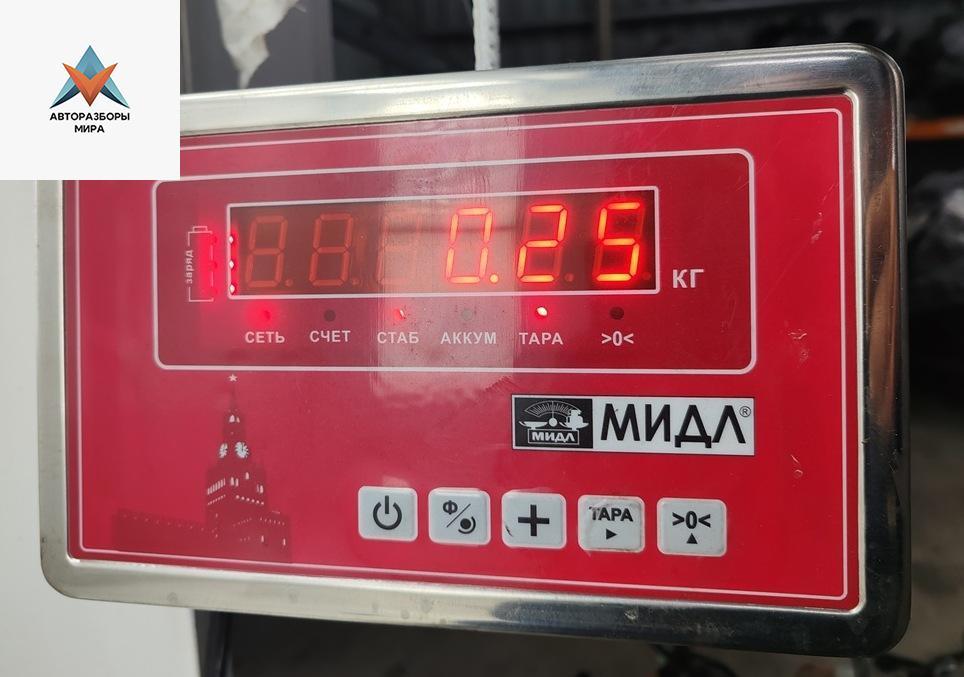 АВТОРАЗБОРЫ
МИРА
заряд
0.25
КГ
СЕТЬ СЧЕТ СТАБ АККУМ ТАРА >0<
МИДЛ
МИДЛ®
Ф
ТАРА
>0<